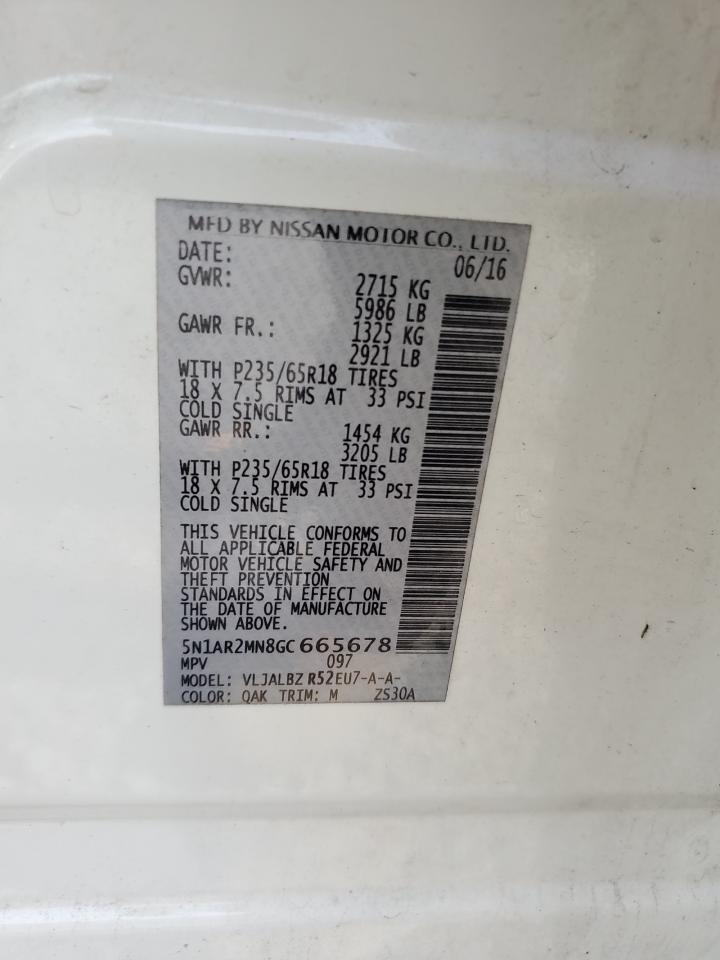 MFD BY NISSAN MOTOR CO., LTD.
DATE: 06/16
GVWR: 2715 KG
5986 LB
GAWR FR.: 1325 KG
2921 LB
WITH P235/65R18 TIRES
18 X 7.5 RIMS AT 33 PSI
COLD SINGLE
GAWR RR.: 1454 KG
3205 LB
WITH P235/65R18 TIRES
18 X 7.5 RIMS AT 33 PSI
COLD SINGLE
THIS VEHICLE CONFORMS TO
ALL APPLICABLE FEDERAL
MOTOR VEHICLE SAFETY AND
THEFT PREVENTION
STANDARDS IN EFFECT ON
THE DATE OF MANUFACTURE
SHOWN ABOVE.
5N1AR2MN8GC665678
MPV 097
MODEL: VLJALBZ R52EU7-A-A-
COLOR: QAK TRIM: M ZS30A